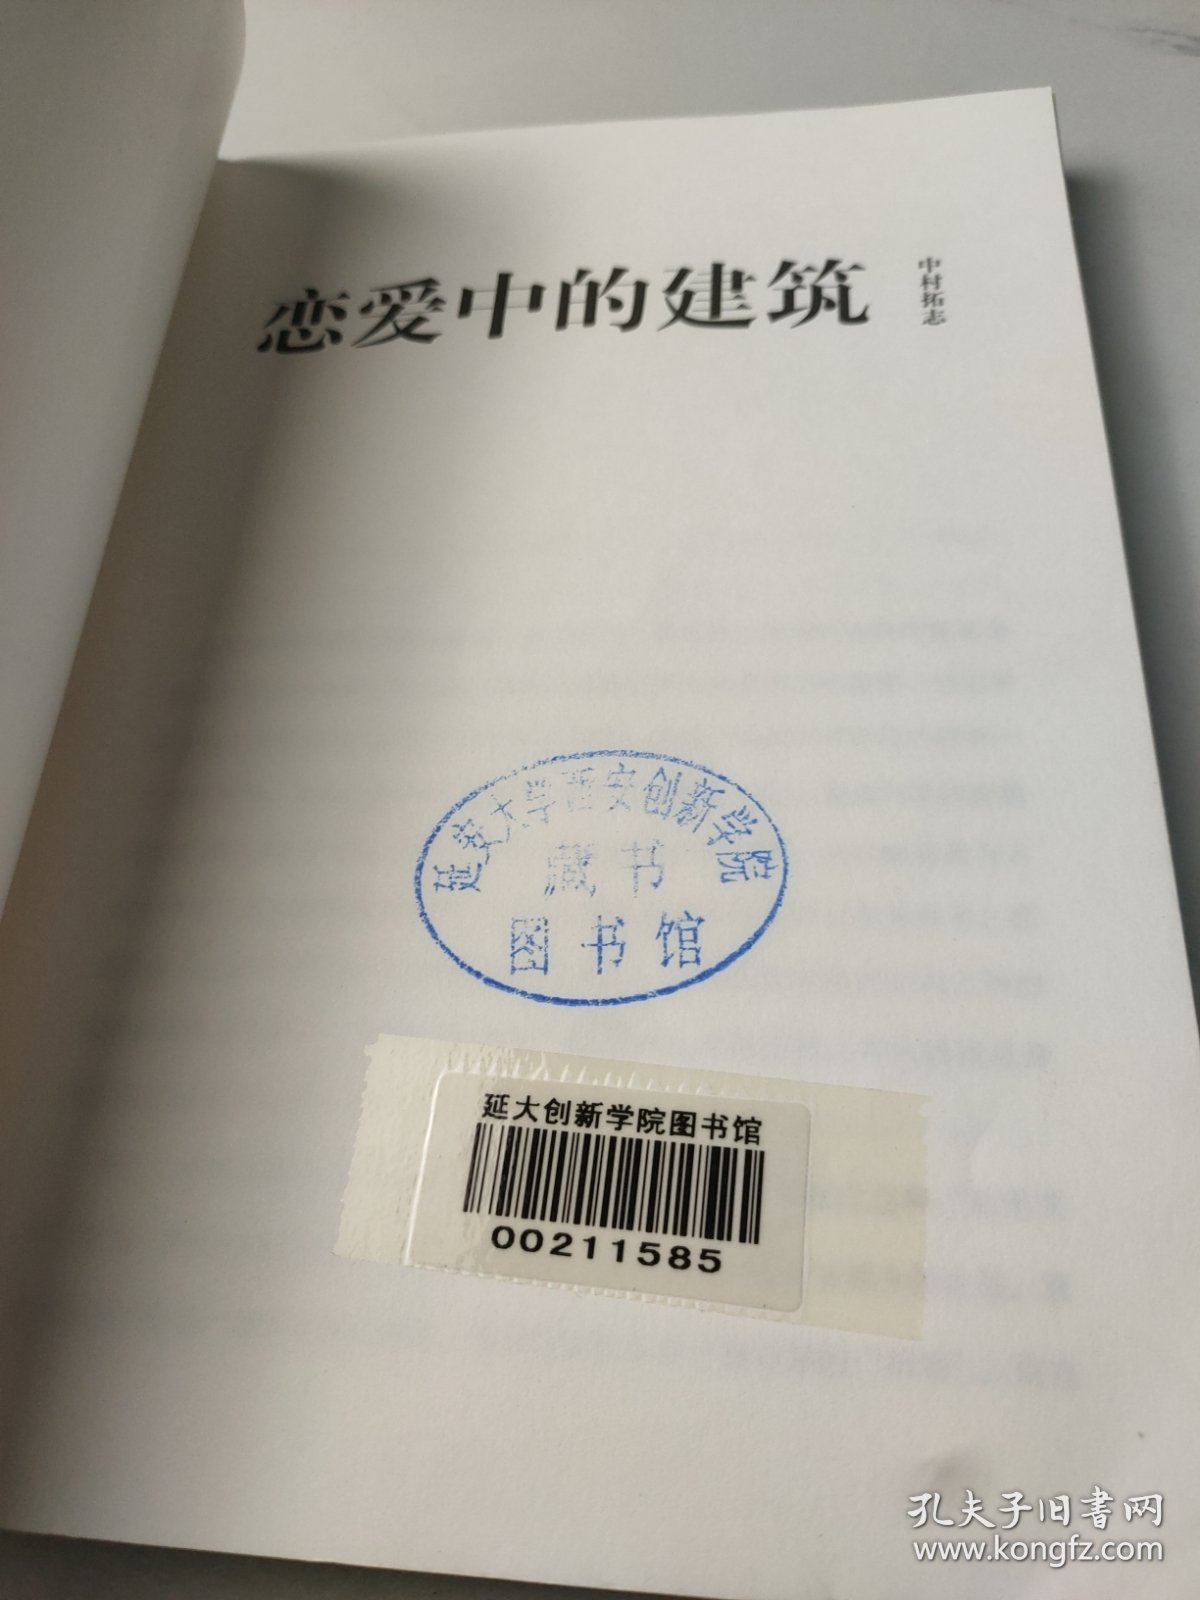 恋爱中的建筑
中村拓志
延安大学西安创新学院
藏书
图书馆
延大创新学院图书馆
00211585
孔夫子旧书网
www.kongfz.com